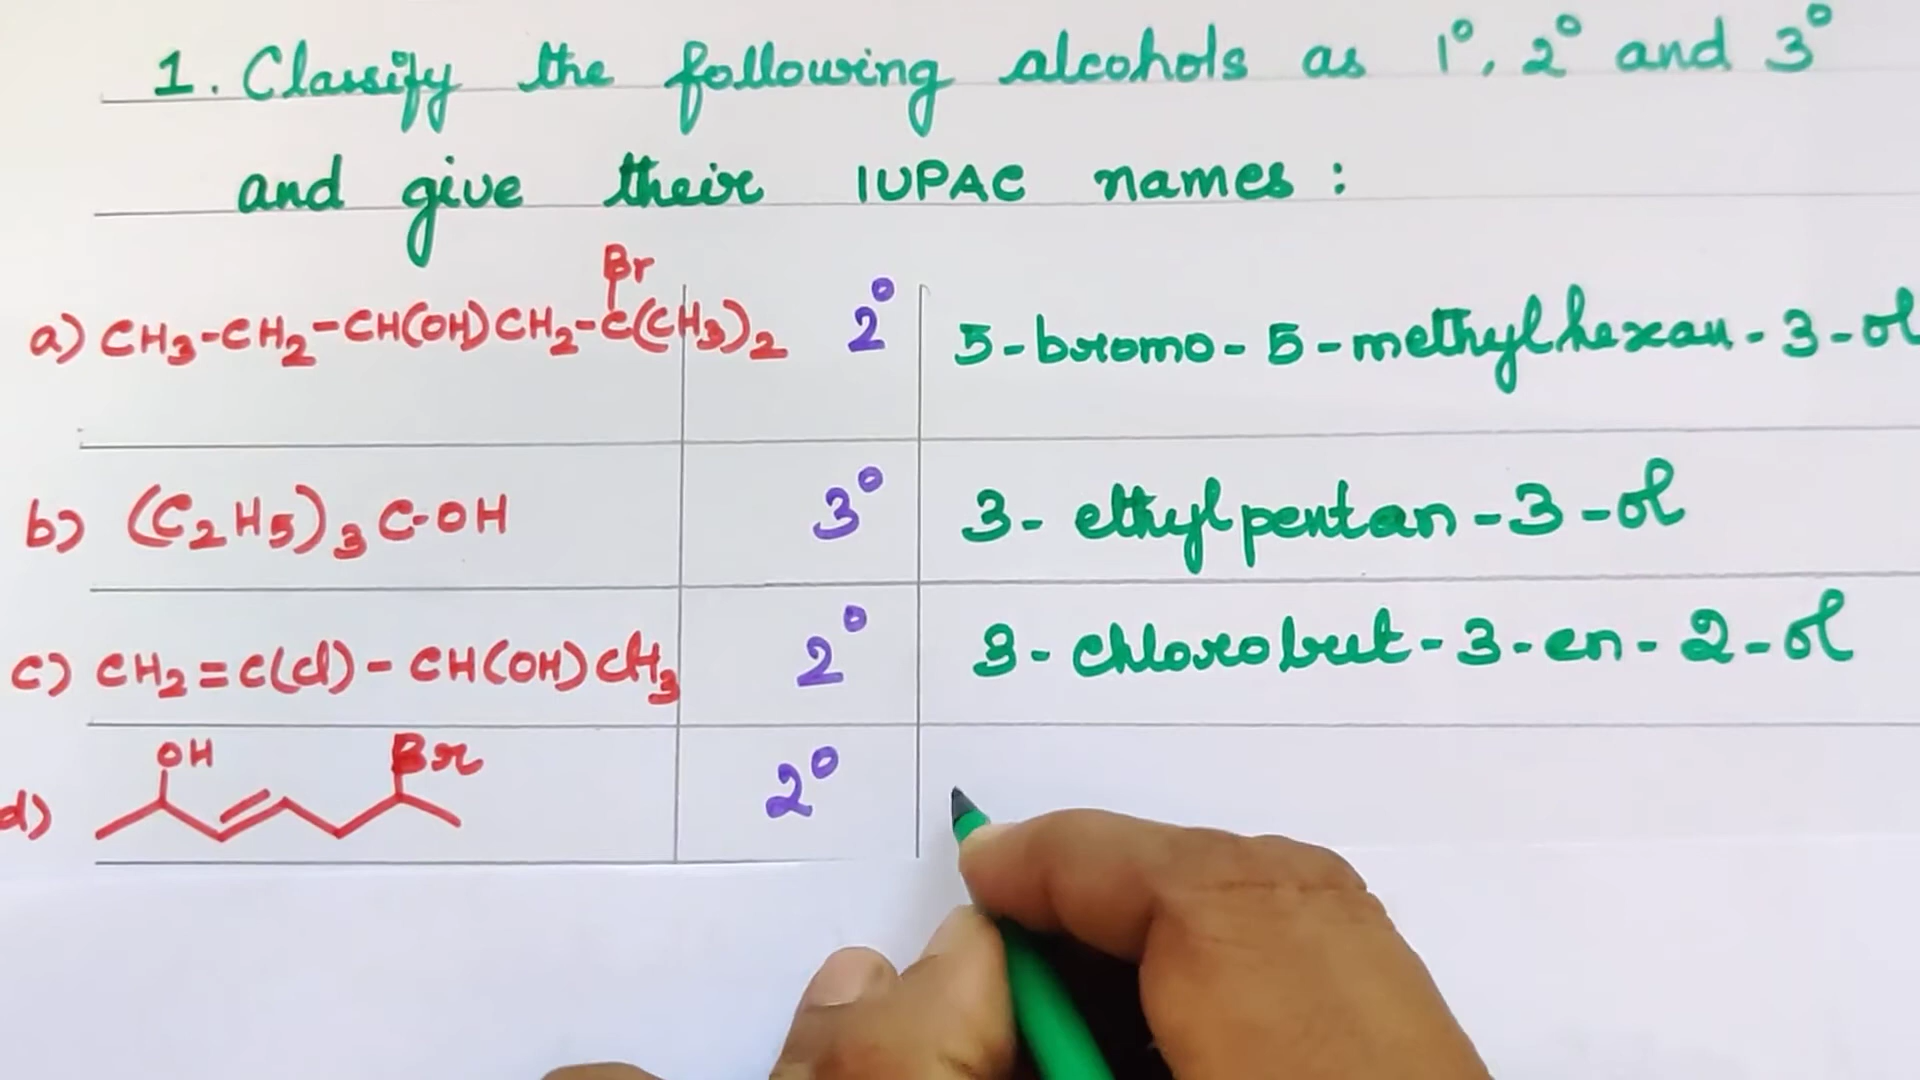 1. Classify the following alcohols as 1°, 2° and 3°
and give their IUPAC names :
Br
a) CH3-CH2-CH(OH)CH2-C(CH3)2 2° 5-bromo-5-methylhexan-3-ol
b) (C2H5)3C-OH 3° 3-ethylpentan-3-ol
c) CH2=C(Cl)-CH(OH)CH3 2° 3-chlorobut-3-en-2-ol
OH Br
d) 2°